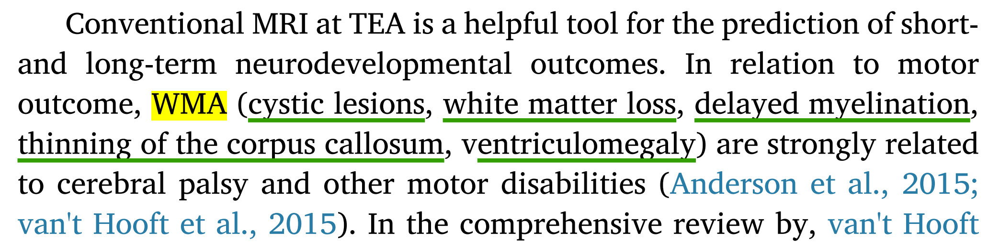 Conventional MRI at TEA is a helpful tool for the prediction of short-
and long-term neurodevelopmental outcomes. In relation to motor
outcome, WMA (cystic lesions, white matter loss, delayed myelination,
thinning of the corpus callosum, ventriculomegaly) are strongly related
to cerebral palsy and other motor disabilities (Anderson et al., 2015;
van't Hooft et al., 2015). In the comprehensive review by, van't Hooft